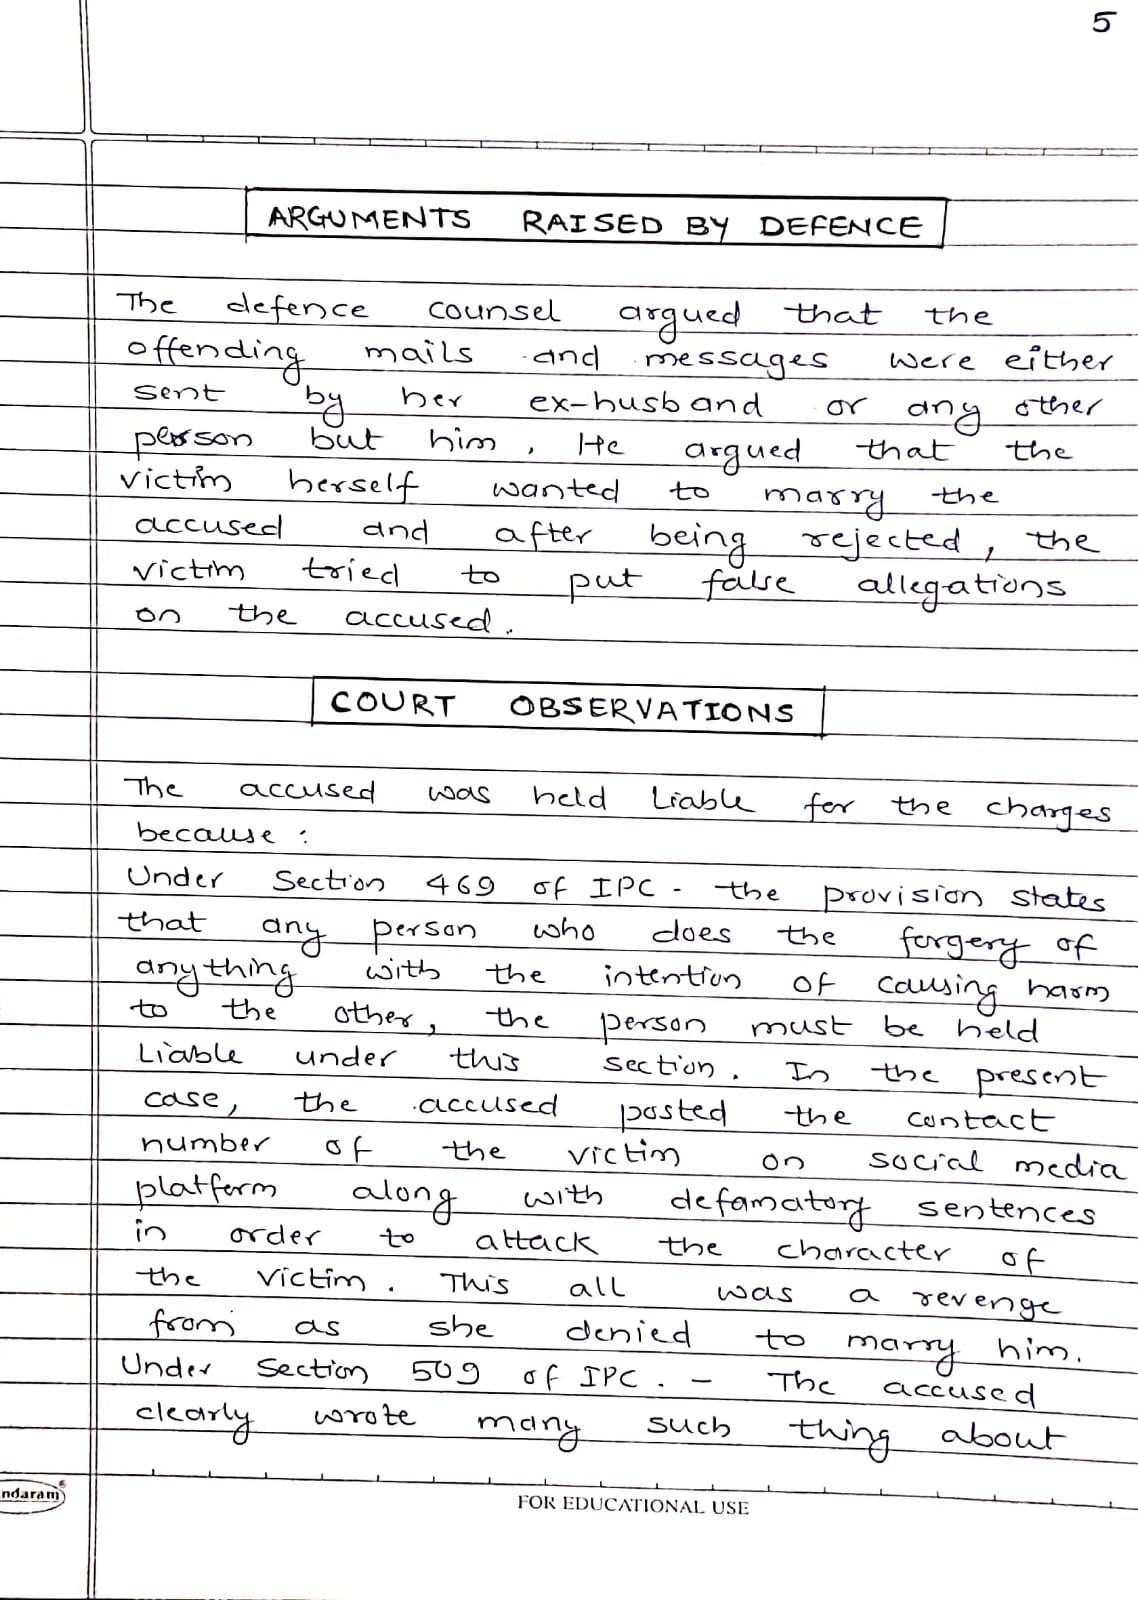 5
ARGUMENTS RAISED BY DEFENCE
The defence counsel argued that the
offending mails and messages were either
sent by her ex-husband or any other
person but him, He argued that the
victim herself wanted to marry the
accused and after being rejected, the
victim tried to put false allegations
on the accused.
COURT OBSERVATIONS
The accused was held Liable for the charges
because :
Under Section 469 of IPC - the provision states
that any person who does the forgery of
anything with the intention of causing harm
to the other, the person must be held
Liable under this section. In the present
case, the accused posted the contact
number of the victim on social media
platform along with defamatory sentences
in order to attack the character of
the victim. This all was a revenge
from as she denied to marry him.
Under Section 509 of IPC. - The accused
clearly wrote many such thing about
ndaram
FOR EDUCATIONAL USE